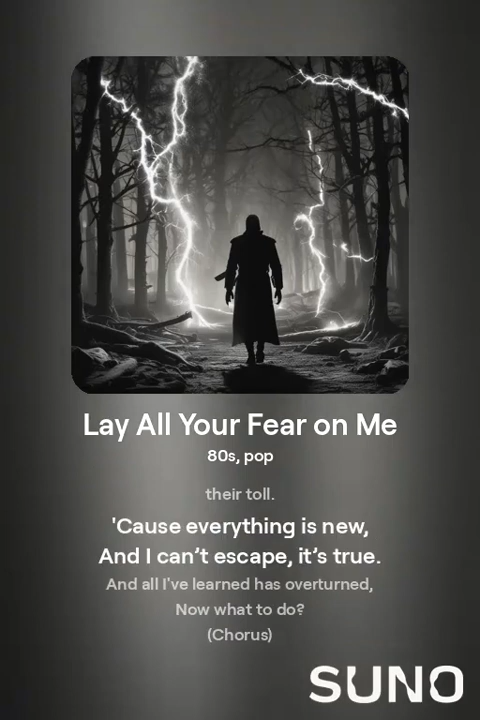 Lay All Your Fear on Me
80s, pop
their toll.
'Cause everything is new,
And I can’t escape, it’s true.
And all I've learned has overturned,
Now what to do?
(Chorus)
SUNO